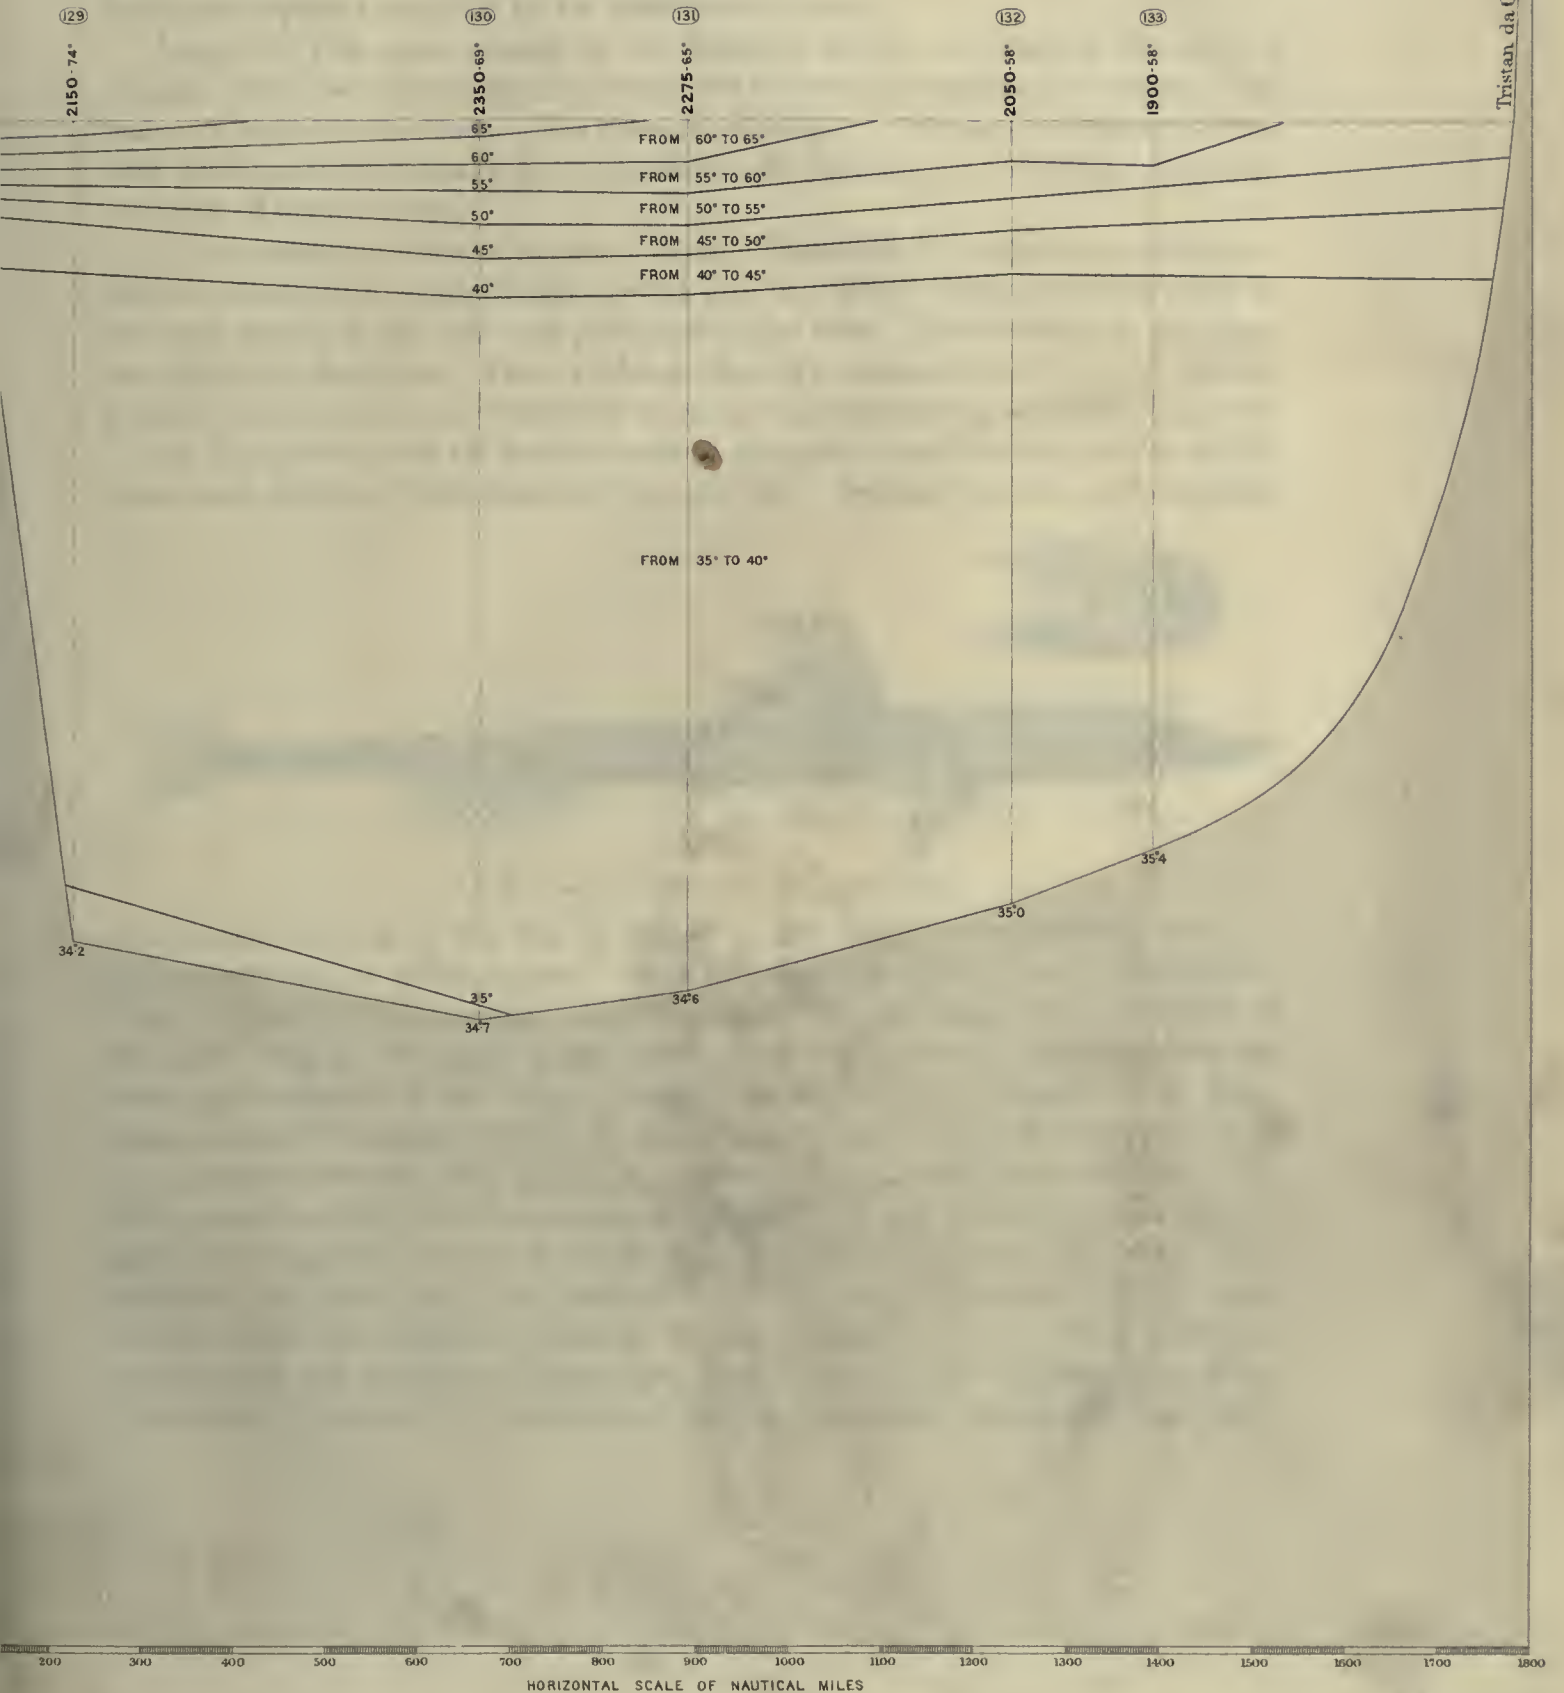 129 130 131 132 133
2150-74° 2350-69° 2275-65° 2050-58° 1900-58°
Tristan da
65°
FROM 60° TO 65°
60°
FROM 55° TO 60°
55°
FROM 50° TO 55°
50°
FROM 45° TO 50°
45°
FROM 40° TO 45°
40°
FROM 35° TO 40°
35°4
35°0
34°2
35°
34°6
34°7
200 300 400 500 600 700 800 900 1000 1100 1200 1300 1400 1500 1600 1700 1800
HORIZONTAL SCALE OF NAUTICAL MILES